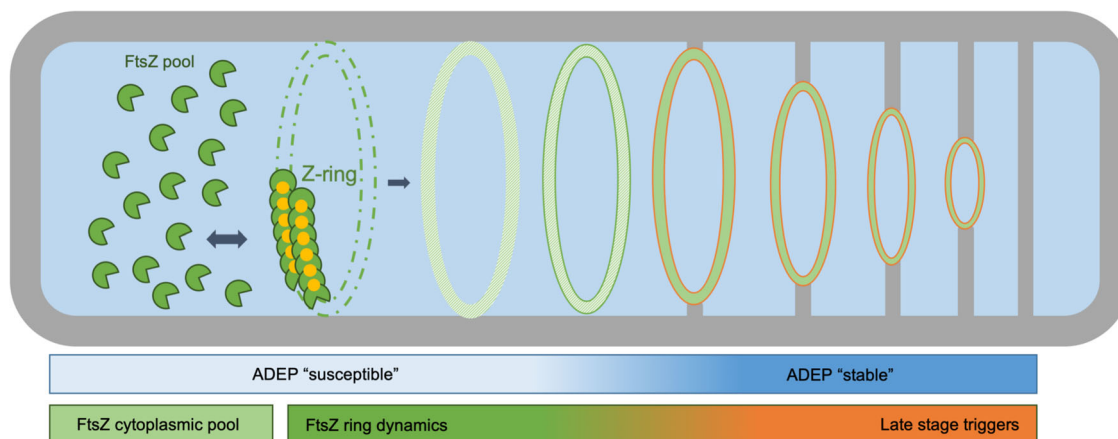 FtsZ pool
Z-ring
ADEP “susceptible”
ADEP “stable”
FtsZ cytoplasmic pool
FtsZ ring dynamics
Late stage triggers